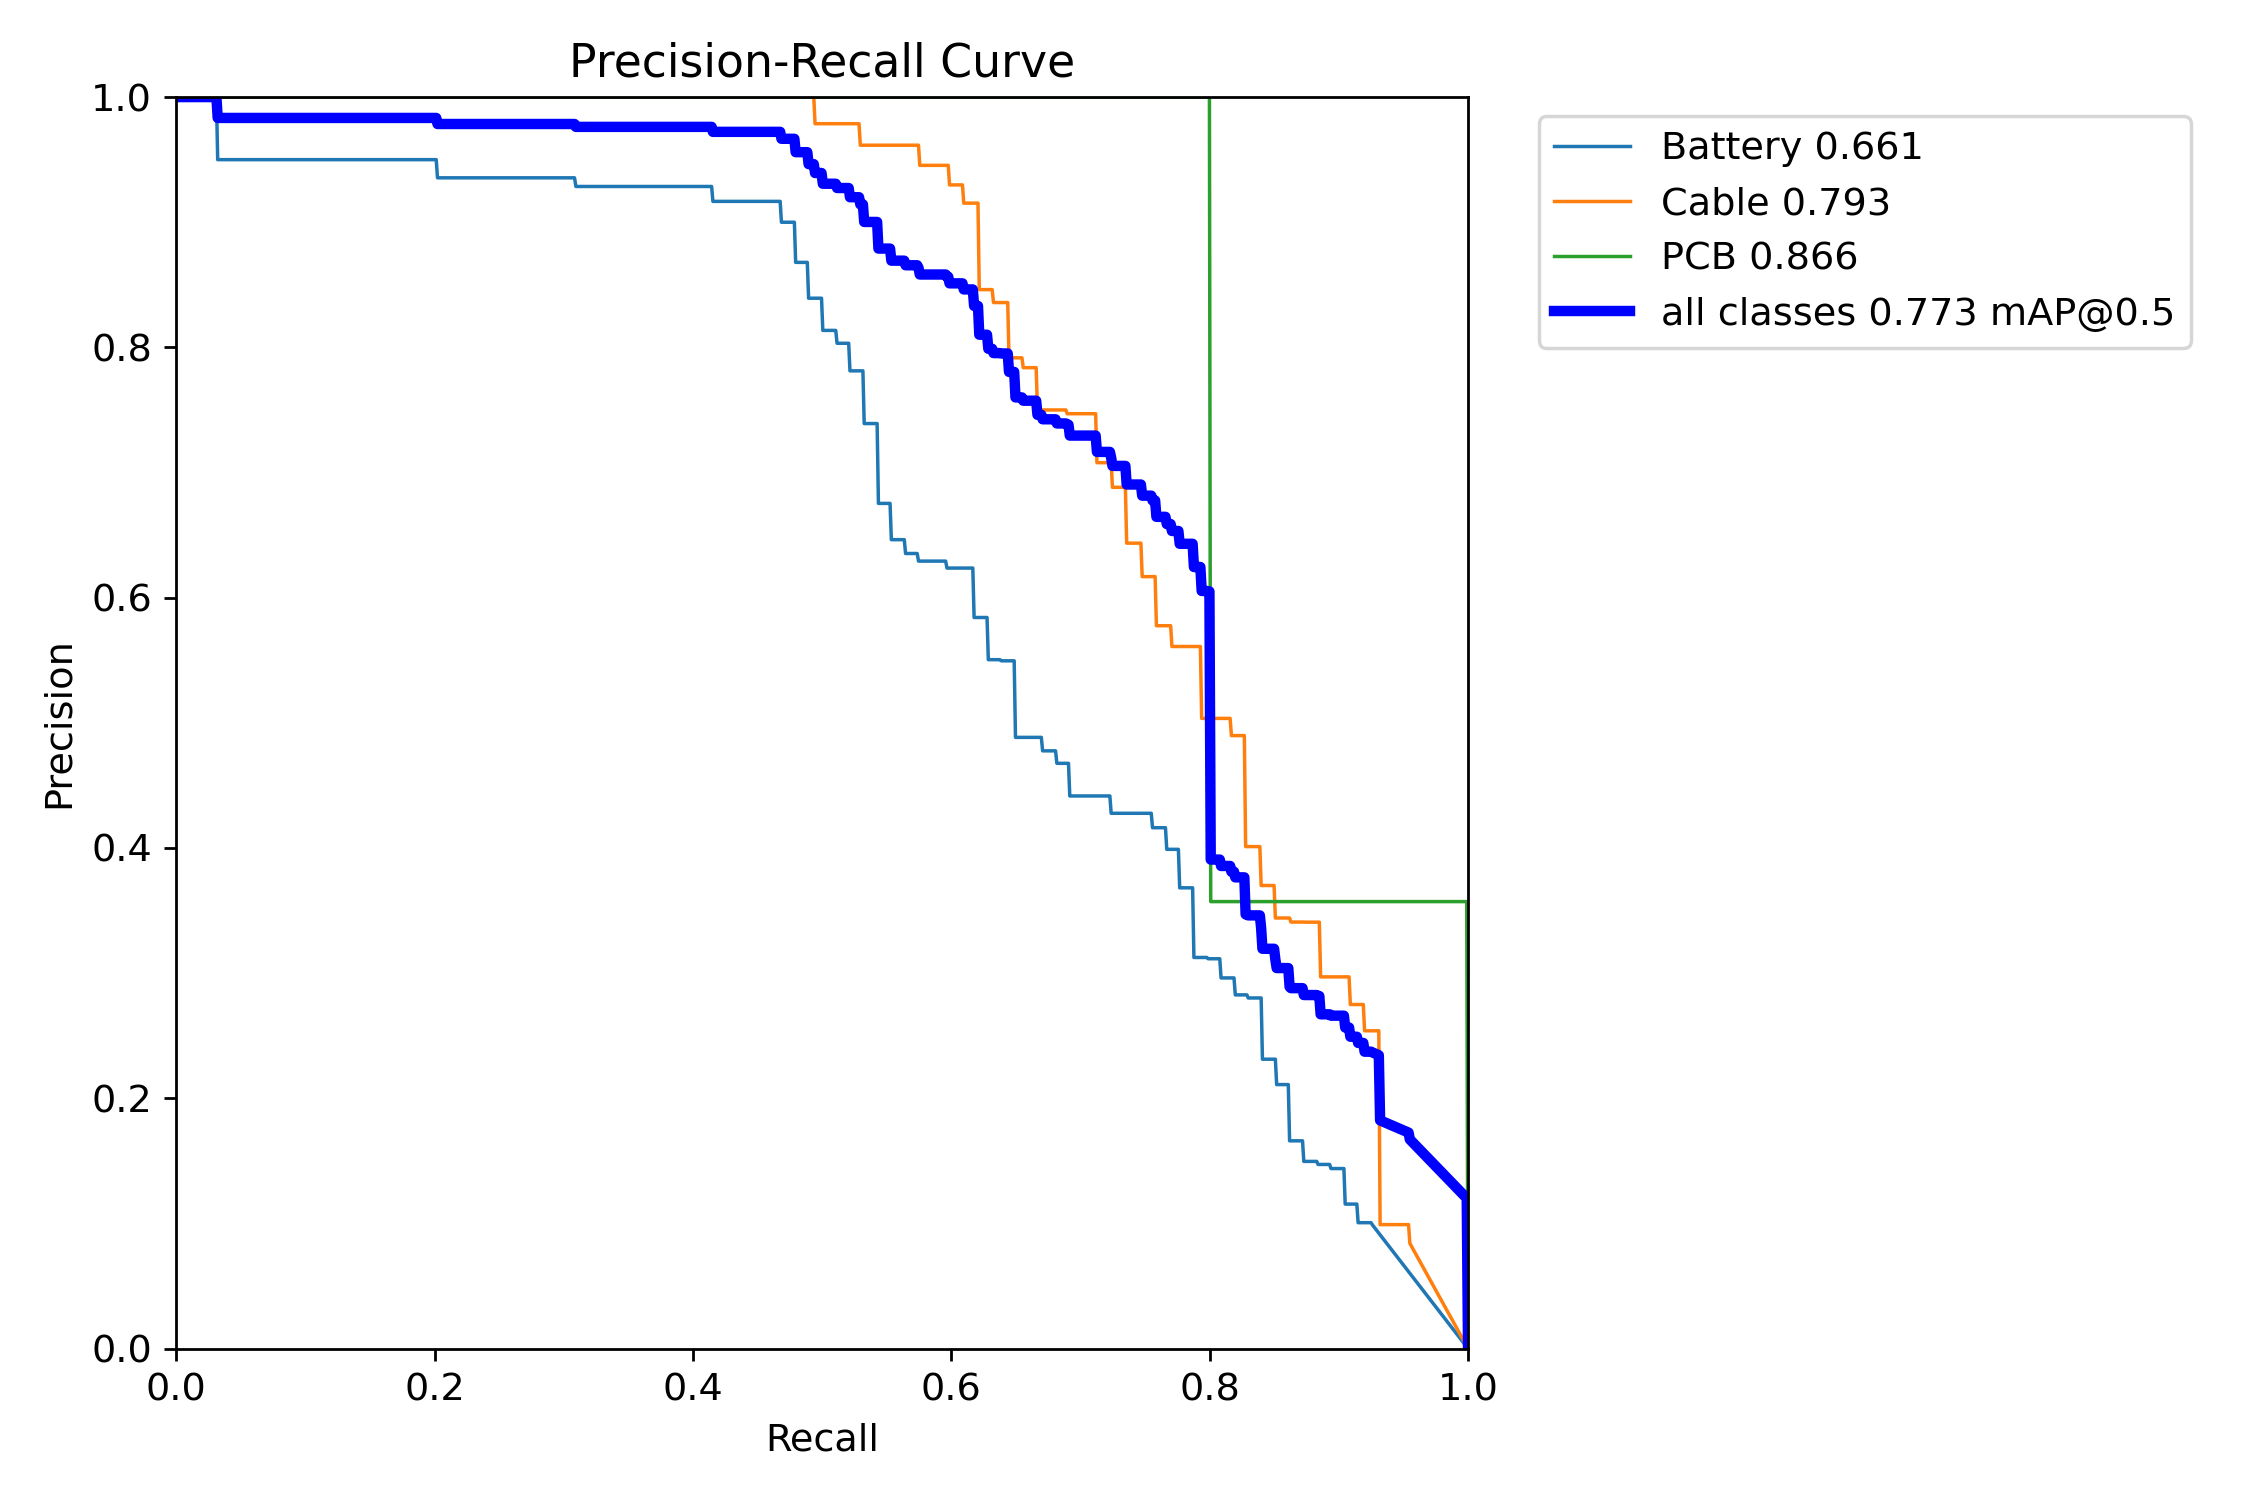 Precision-Recall Curve
1.0
0.8
0.6
0.4
0.2
0.0
Precision
0.0 0.2 0.4 0.6 0.8 1.0
Recall
Battery 0.661
Cable 0.793
PCB 0.866
all classes 0.773 mAP@0.5